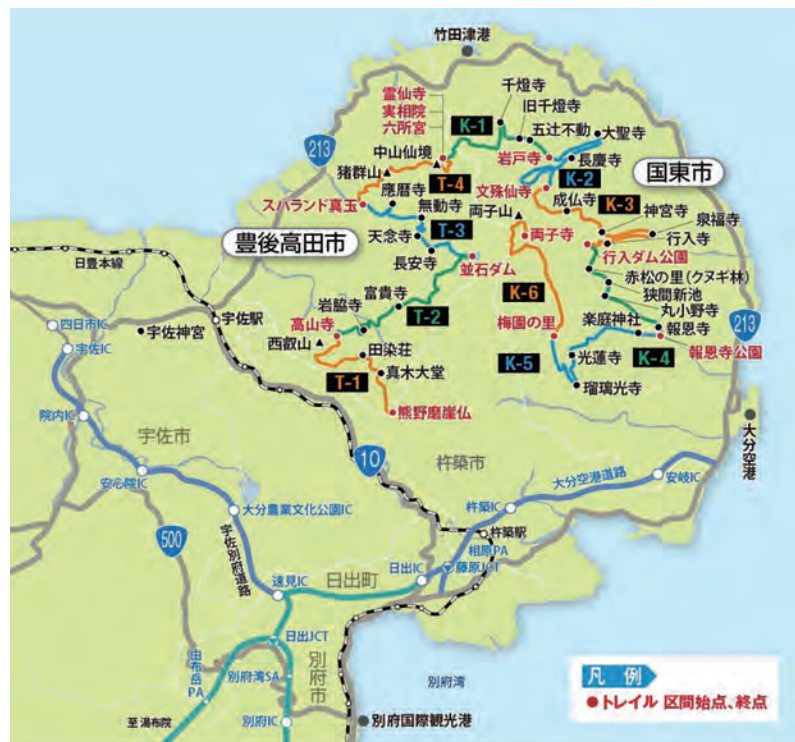 竹田津港
千燈寺
旧千燈寺
五辻不動
大聖寺
霊仙寺
実相院
六所宮
K-1
岩戸寺
長慶寺
213
中山仙境
K-2
国東市
猪群山
T-4
文殊仙寺
K-3
應暦寺
両子山
成仏寺
神宮寺
泉福寺
スパランド真玉
無動寺
T-3
両子寺
行入寺
豊後高田市
天念寺
行入ダム公園
日豊本線
長安寺
並石ダム
赤松の里(クヌギ林)
富貴寺
K-6
狭間新池
岩脇寺
T-2
丸小野寺
四日市IC
宇佐神宮
宇佐駅
高山寺
梅園の里
楽庭神社
報恩寺
213
宇佐IC
西叡山
田染荘
K-5
光蓮寺
K-4
報恩寺公園
T-1
真木大堂
瑠璃光寺
院内IC
熊野磨崖仏
大分空港
宇佐市
10
杵築市
大分空港道路
安岐IC
安心院IC
大分農業文化公園IC
杵築IC
500
宇佐別府道路
杵築駅
相原PA
日出町
日出IC
藤原JCT
速見IC
日出JCT
由布岳PA
別府湾SA
別府市
別府湾
至 湯布院
別府IC
別府国際観光港
凡 例
トレイル 区間始点、終点